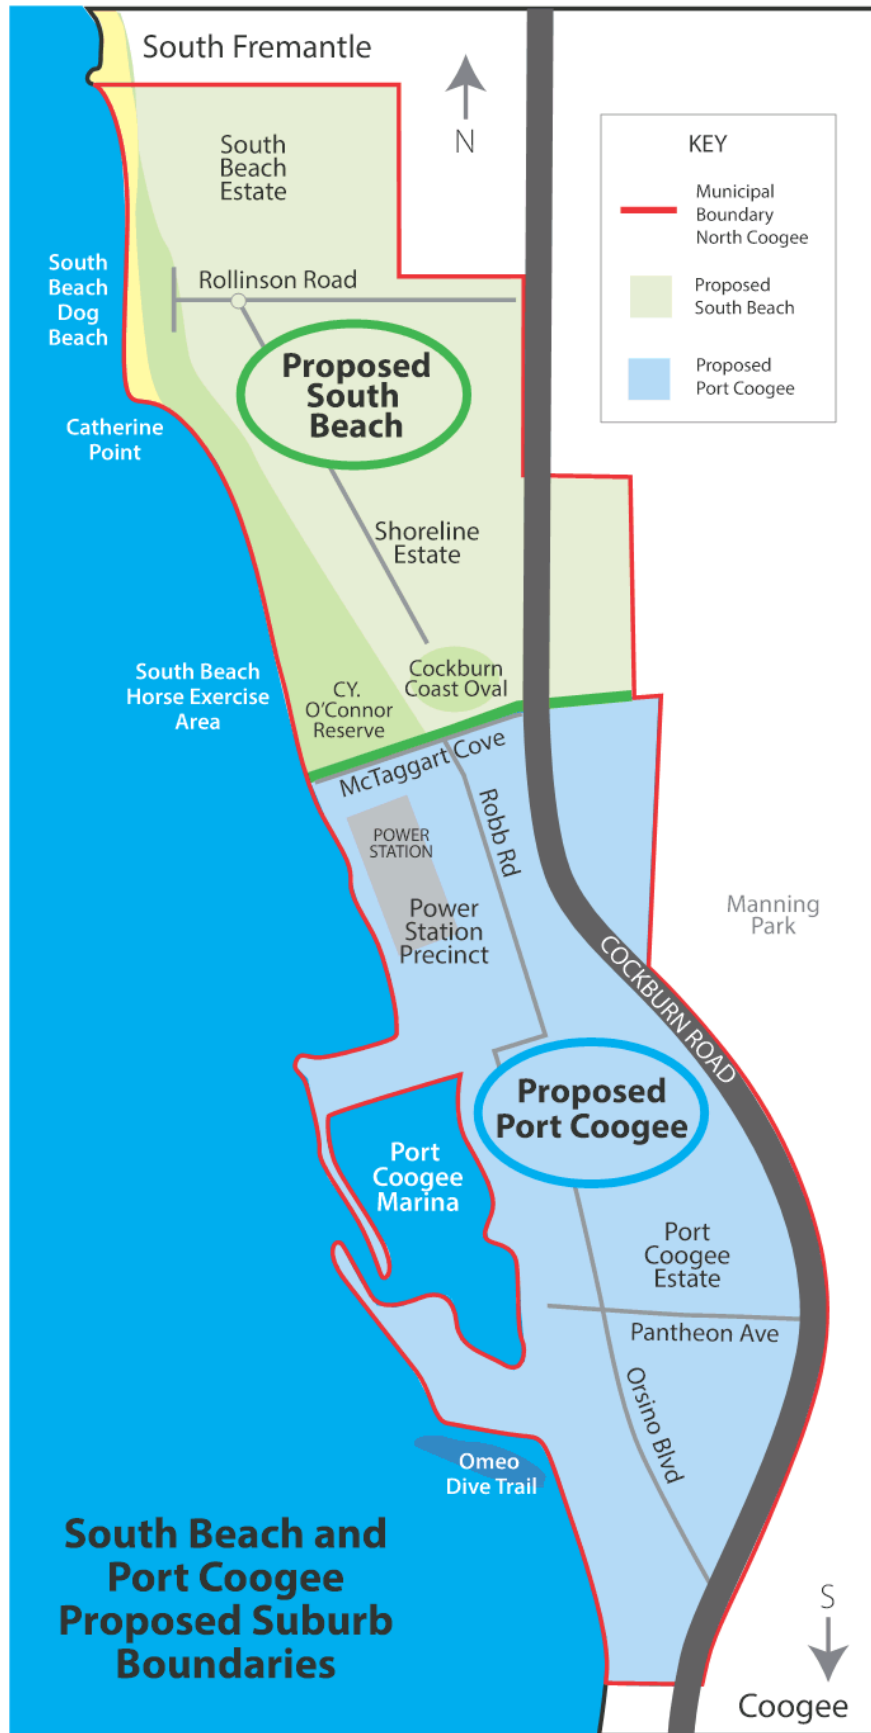 South Fremantle
N
KEY
Municipal
Boundary
North Coogee
Proposed
South Beach
Proposed
Port Coogee
South
Beach
Estate
South
Beach
Dog
Beach
Rollinson Road
Proposed
South
Beach
Catherine
Point
Shoreline
Estate
South Beach
Horse Exercise
Area
CY.
O'Connor
Reserve
Cockburn
Coast Oval
McTaggart Cove
Robb Rd
POWER
STATION
Power
Station
Precinct
Manning
Park
COCKBURN ROAD
Proposed
Port Coogee
Port
Coogee
Marina
Port
Coogee
Estate
Pantheon Ave
Orsino Blvd
Omeo
Dive Trail
South Beach and
Port Coogee
Proposed Suburb
Boundaries
S
Coogee